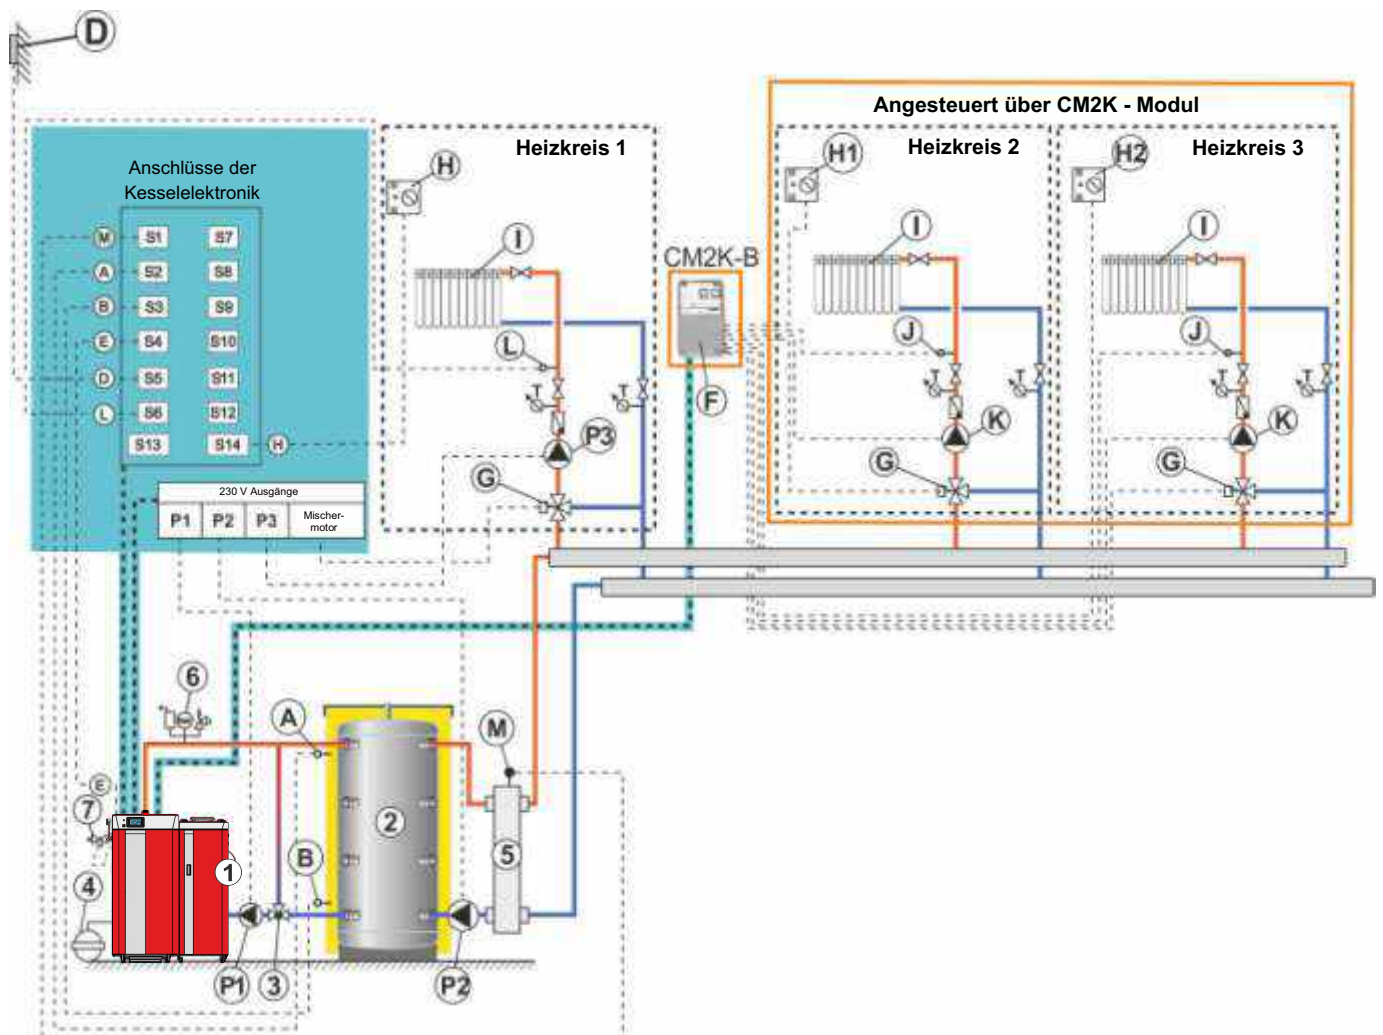 D
Angesteuert über CM2K - Modul
Heizkreis 1
Heizkreis 2
Heizkreis 3
Anschlüsse der
Kesselelektronik
H
H1
H2
M
S1
S7
A
S2
S8
B
S3
S9
E
S4
S10
D
S5
S11
L
S6
S12
S13
S14
H
I
I
I
CM2K-B
L
J
J
T
T
T
T
T
T
F
P3
K
K
G
G
G
230 V Ausgänge
P1
P2
P3
Mischer-
motor
6
A
M
E
7
2
5
B
1
4
P1
3
P2